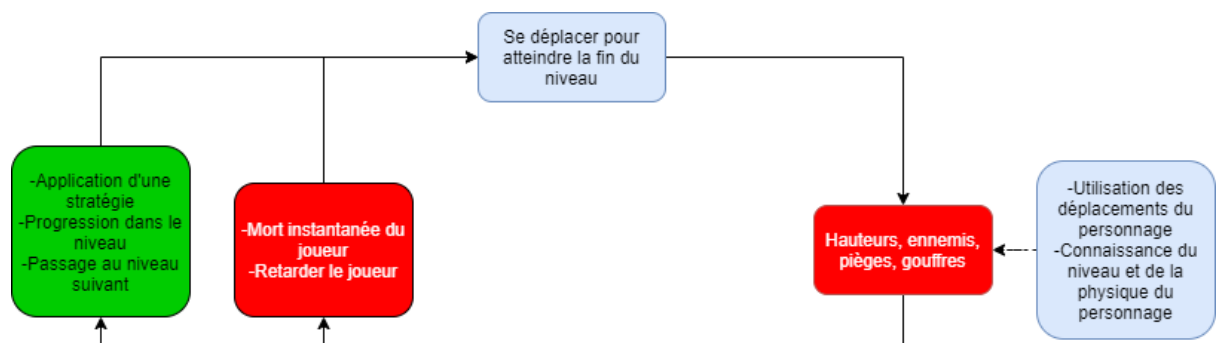 Se déplacer pour
atteindre la fin du
niveau
-Application d'une
stratégie
-Progression dans le
niveau
-Passage au niveau
suivant
-Mort instantanée du
joueur
-Retarder le joueur
Hauteurs, ennemis,
pièges, gouffres
-Utilisation des
déplacements du
personnage
-Connaissance du
niveau et de la
physique du
personnage